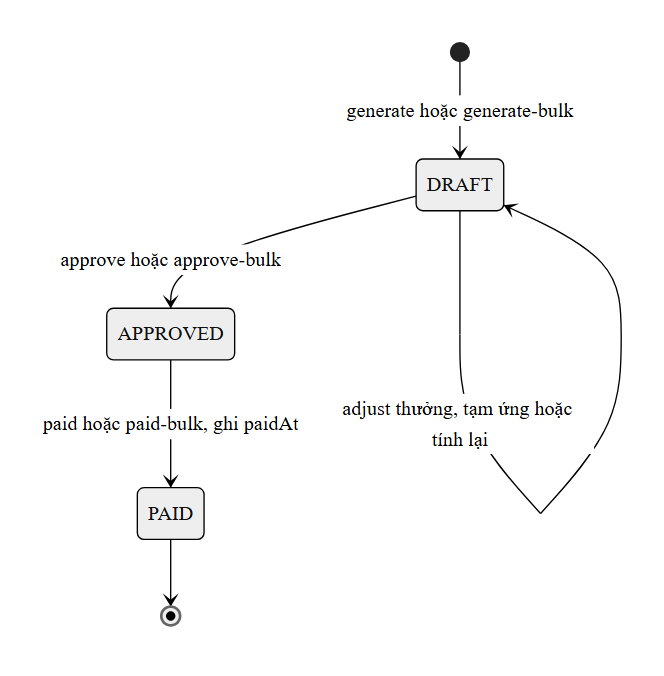 generate hoặc generate-bulk
DRAFT
approve hoặc approve-bulk
APPROVED
paid hoặc paid-bulk, ghi paidAt
adjust thưởng, tạm ứng hoặc
tính lại
PAID